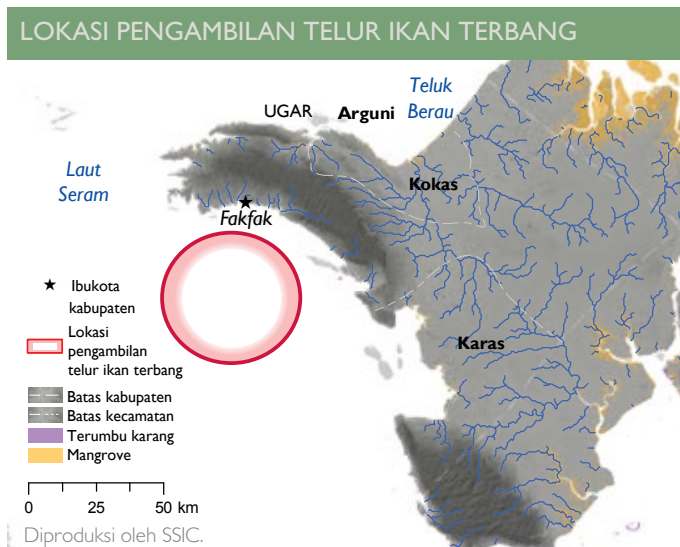 LOKASI PENGAMBILAN TELUR IKAN TERBANG
Teluk
Berau
UGAR
Arguni
Laut
Seram
Kokas
Fakfak
Ibukota
kabupaten
Lokasi
pengambilan
telur ikan terbang
Karas
Batas kabupaten
Batas kecamatan
Terumbu karang
Mangrove
0 25 50 km
Diproduksi oleh SSIC.